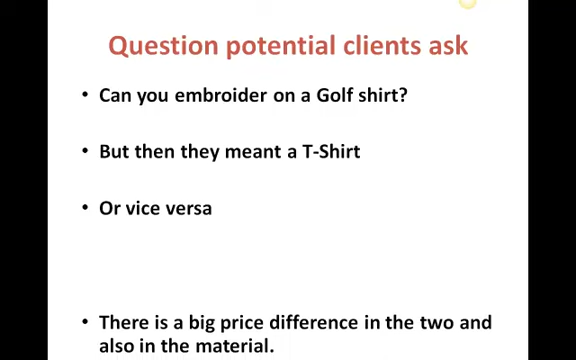 Question potential clients ask
• Can you embroider on a Golf shirt?
• But then they meant a T-Shirt
• Or vice versa
• There is a big price difference in the two and
also in the material.